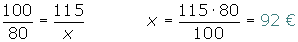 100/80 = 115/x    x = 115·80/100 = 92 €